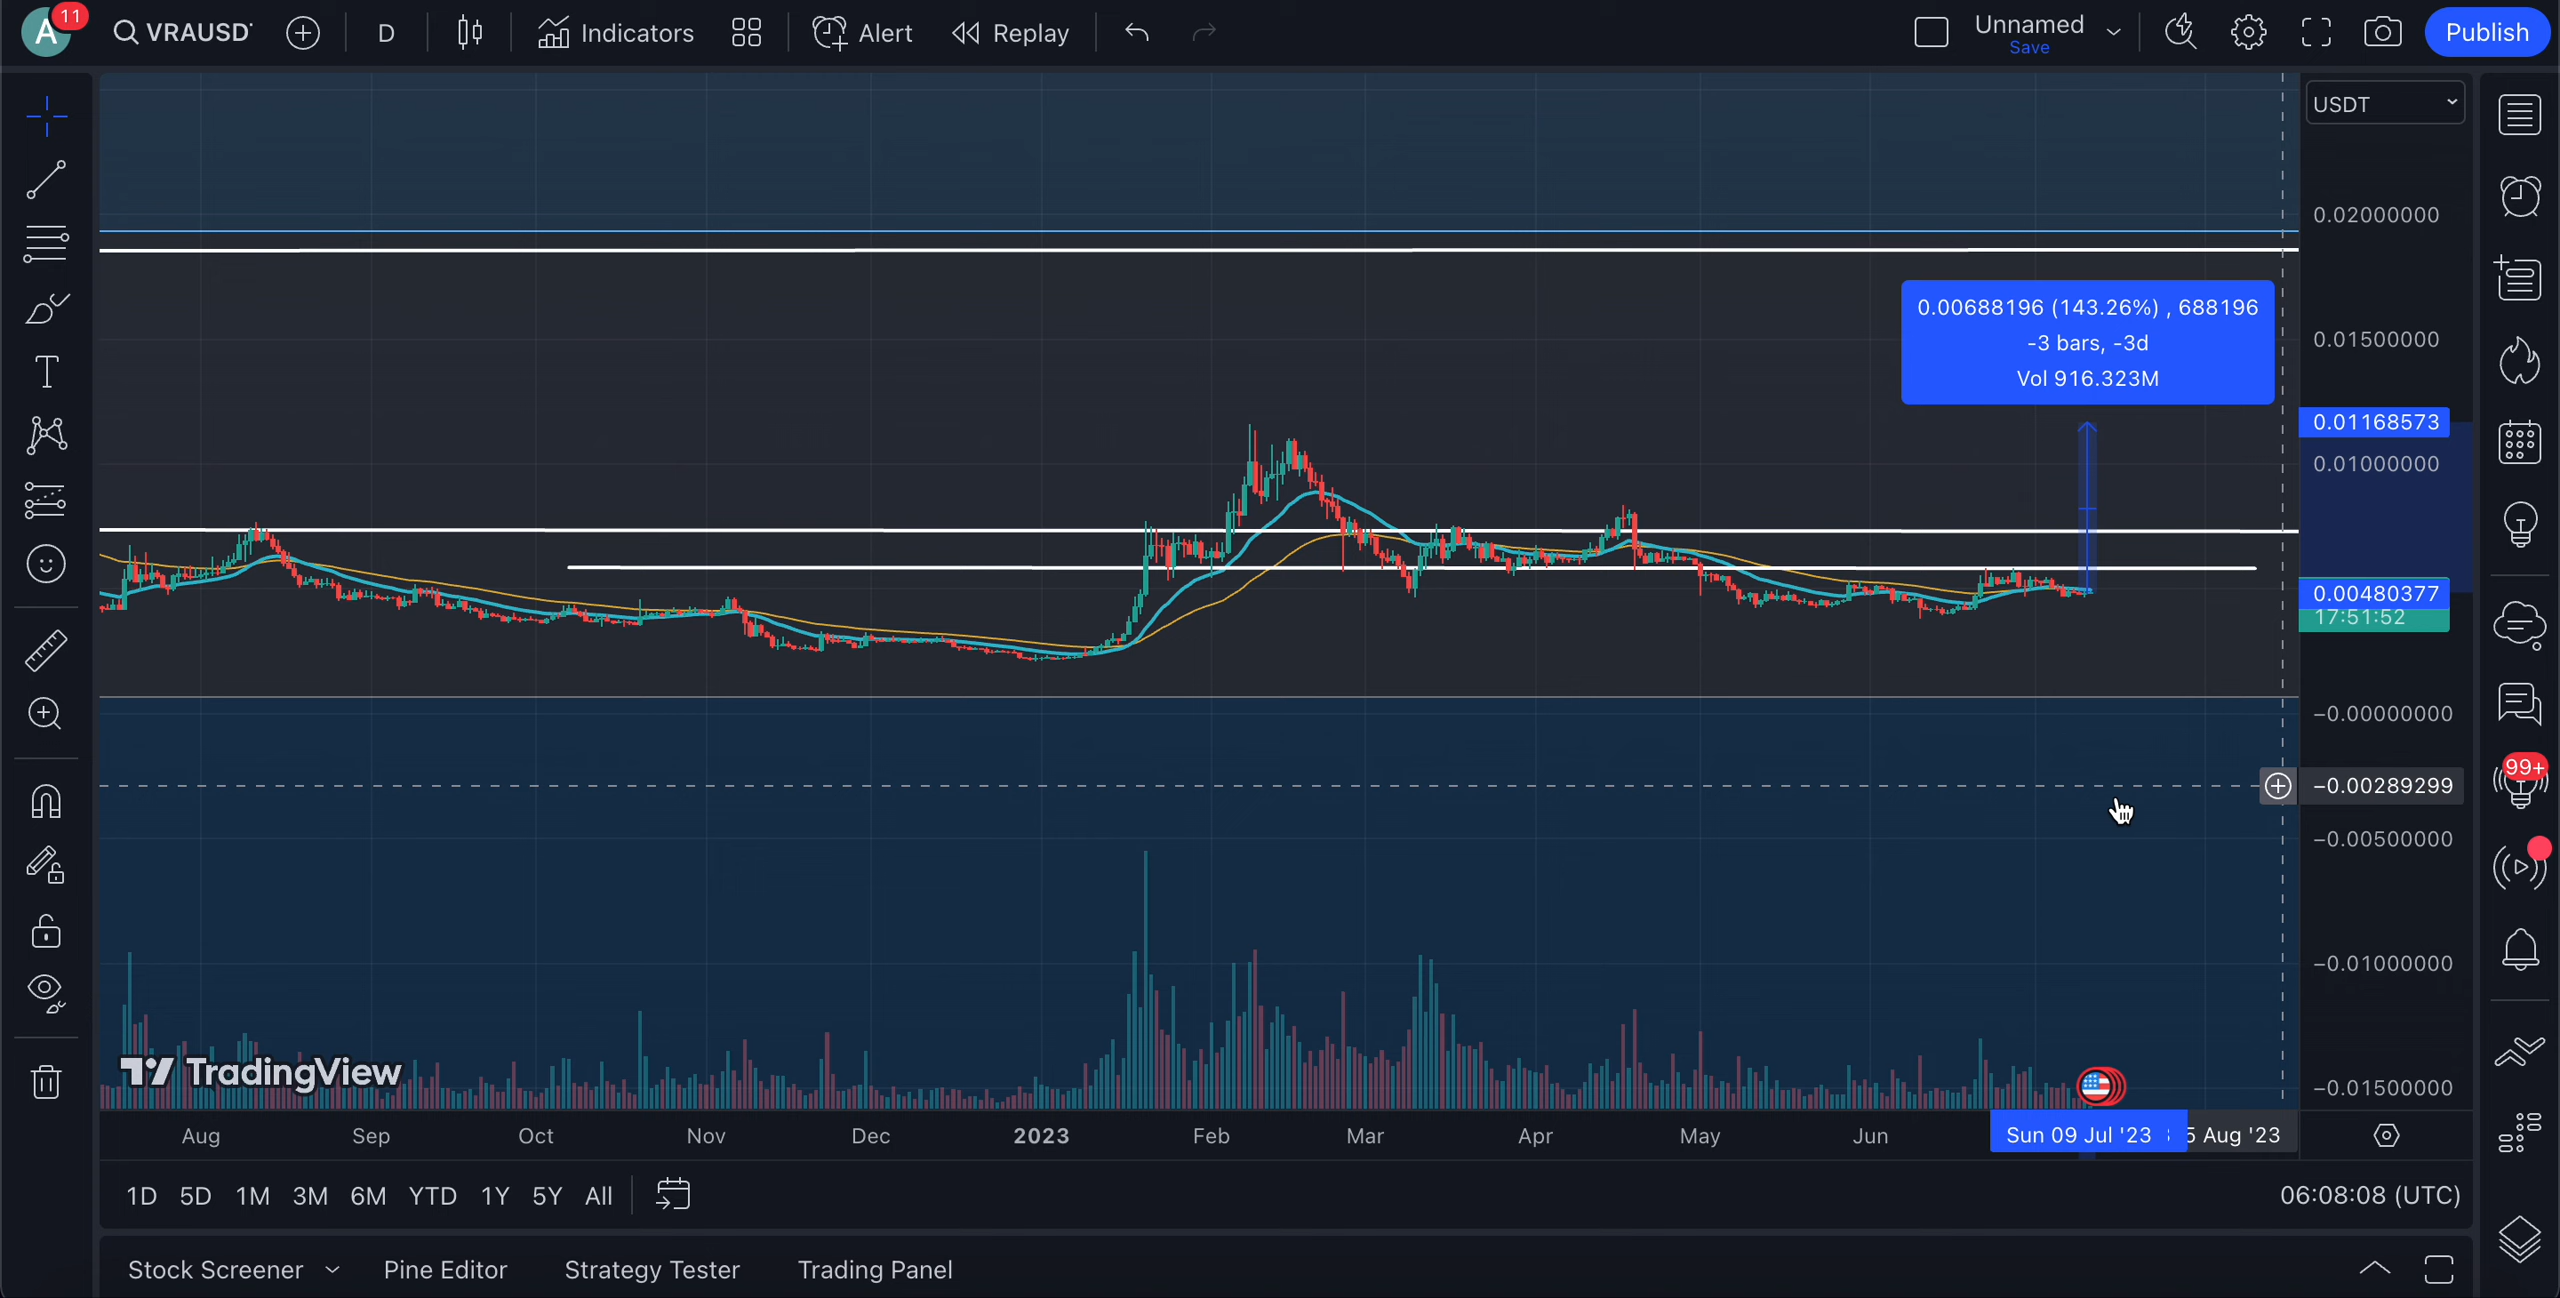 A
11
VRAUSD
D
Indicators
Alert
Replay
Unnamed
Save
Publish
USDT
0.02000000
0.00688196 (143.26%) , 688196
-3 bars, -3d
Vol 916.323M
0.01500000
0.01168573
0.01000000
0.00480377
17:51:52
−0.00000000
−0.00289299
99+
−0.00500000
−0.01000000
−0.01500000
TradingView
Aug
Sep
Oct
Nov
Dec
2023
Feb
Mar
Apr
May
Jun
Sun 09 Jul '23
5 Aug '23
1D
5D
1M
3M
6M
YTD
1Y
5Y
All
06:08:08 (UTC)
Stock Screener
Pine Editor
Strategy Tester
Trading Panel